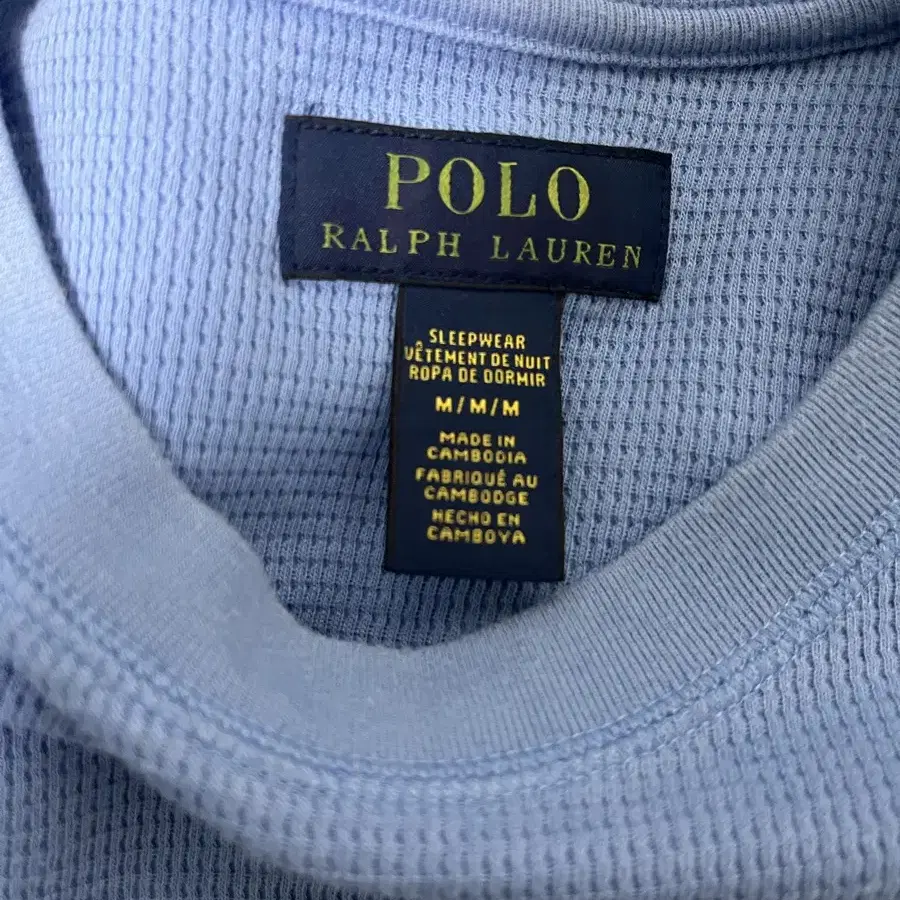 POLO
RALPH LAUREN
SLEEPWEAR
VÊTEMENT DE NUIT
ROPA DE DORMIR
M/M/M
MADE IN
CAMBODIA
FABRIQUÉ AU
CAMBODGE
HECHO EN
CAMBOYA